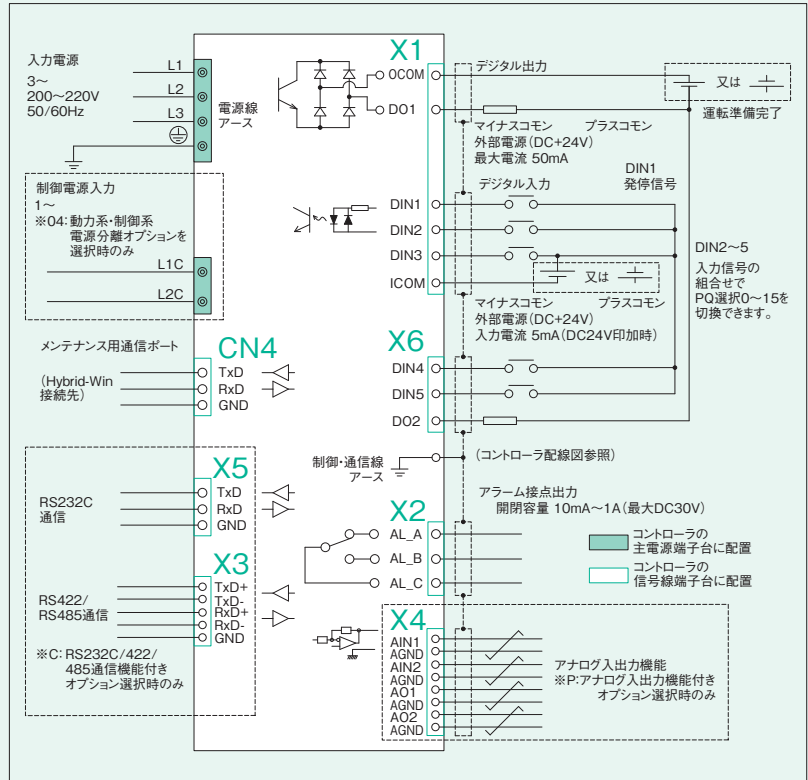 入力電源
3～
200～220V
50/60Hz
L1
L2
L3
電源線
アース
制御電源入力
1～
※04：動力系・制御系
電源分離オプションを
選択時のみ
L1C
L2C
メンテナンス用通信ポート
(Hybrid-Win
接続先)
CN4
TxD
RxD
GND
RS232C
通信
X5
TxD
RxD
GND
RS422/
RS485通信
X3
TxD+
TxD-
RxD+
RxD-
GND
※C：RS232C/422/
485通信機能付き
オプション選択時のみ
X1
OCOM
DO1
DIN1
DIN2
DIN3
ICOM
デジタル出力
又は
運転準備完了
マイナスコモン　プラスコモン
外部電源(DC+24V)
最大電流 50mA
デジタル入力
DIN1
発停信号
又は
マイナスコモン　プラスコモン
外部電源(DC+24V)
入力電流 5mA(DC24V印加時)
DIN2～5
入力信号の
組合せで
PQ選択0～15を
切換できます。
X6
DIN4
DIN5
DO2
制御・通信線
アース
(コントローラ配線図参照)
X2
AL_A
AL_B
AL_C
アラーム接点出力
開閉容量 10mA～1A(最大DC30V)
コントローラの
主電源端子台に配置
コントローラの
信号線端子台に配置
X4
AIN1
AGND
AIN2
AGND
AO1
AGND
AO2
AGND
アナログ入出力機能
※P：アナログ入出力機能付き
オプション選択時のみ